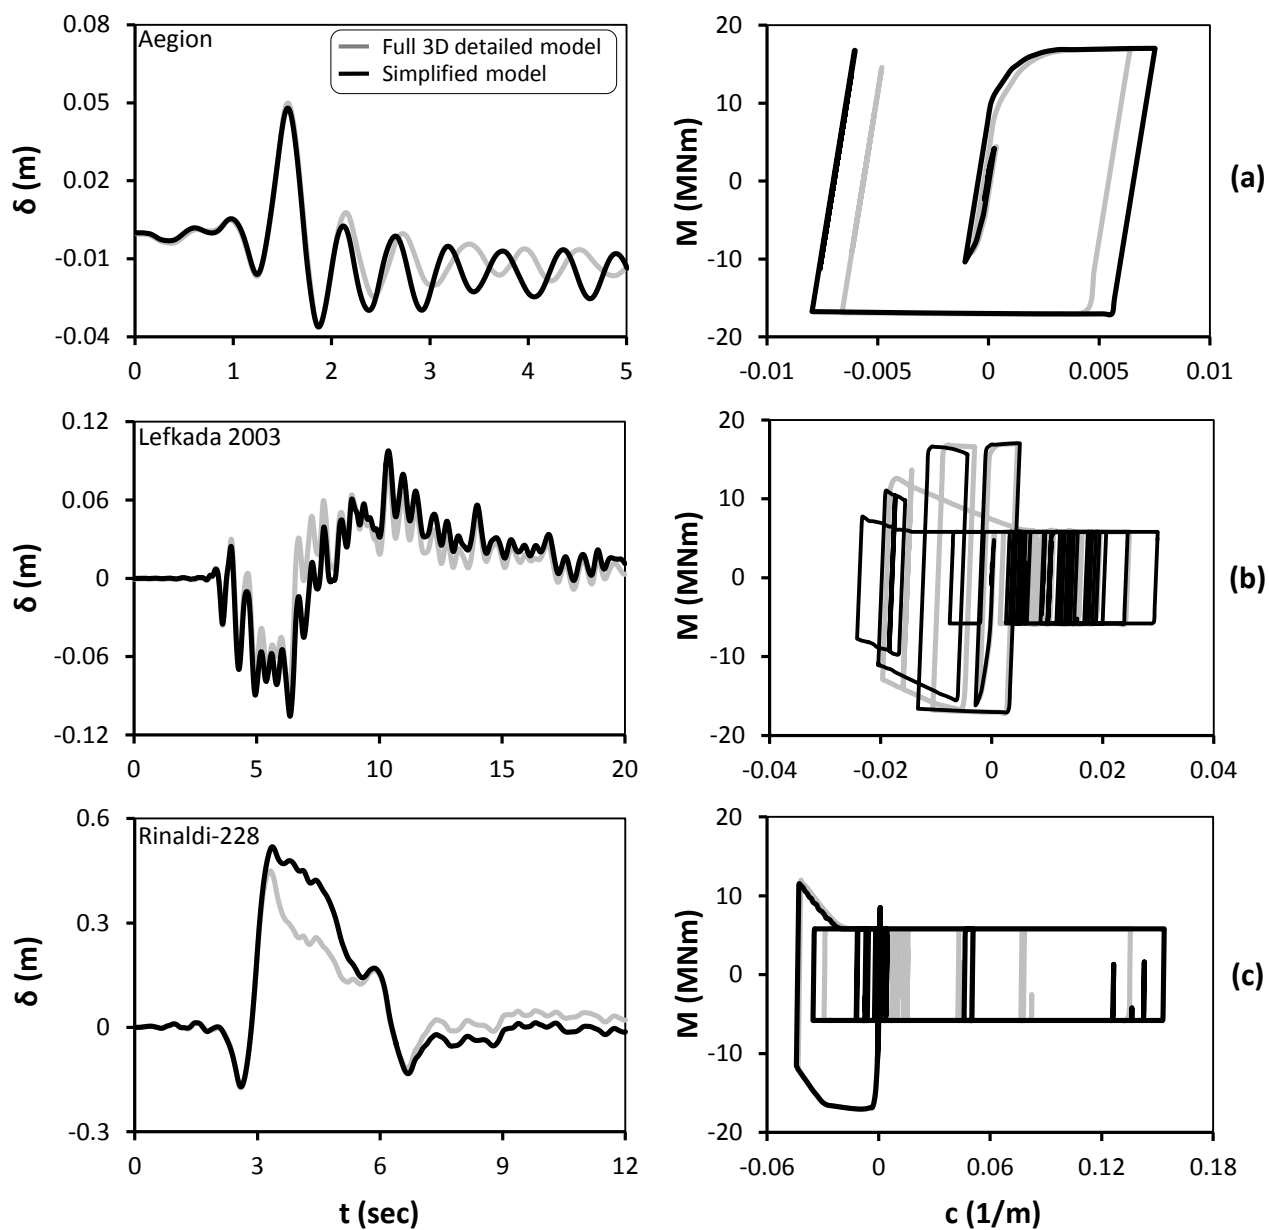 Aegion
Full 3D detailed model
Simplified model
δ (m)
0.08
0.05
0.02
-0.01
-0.04
0 1 2 3 4 5
M (MNm)
20
10
0
-10
-20
-0.01 -0.005 0 0.005 0.01
(a)
Lefkada 2003
δ (m)
0.12
0.06
0
-0.06
-0.12
0 5 10 15 20
M (MNm)
20
10
0
-10
-20
-0.04 -0.02 0 0.02 0.04
(b)
Rinaldi-228
δ (m)
0.6
0.3
0
-0.3
0 3 6 9 12
t (sec)
M (MNm)
20
10
0
-10
-20
-0.06 0 0.06 0.12 0.18
c (1/m)
(c)